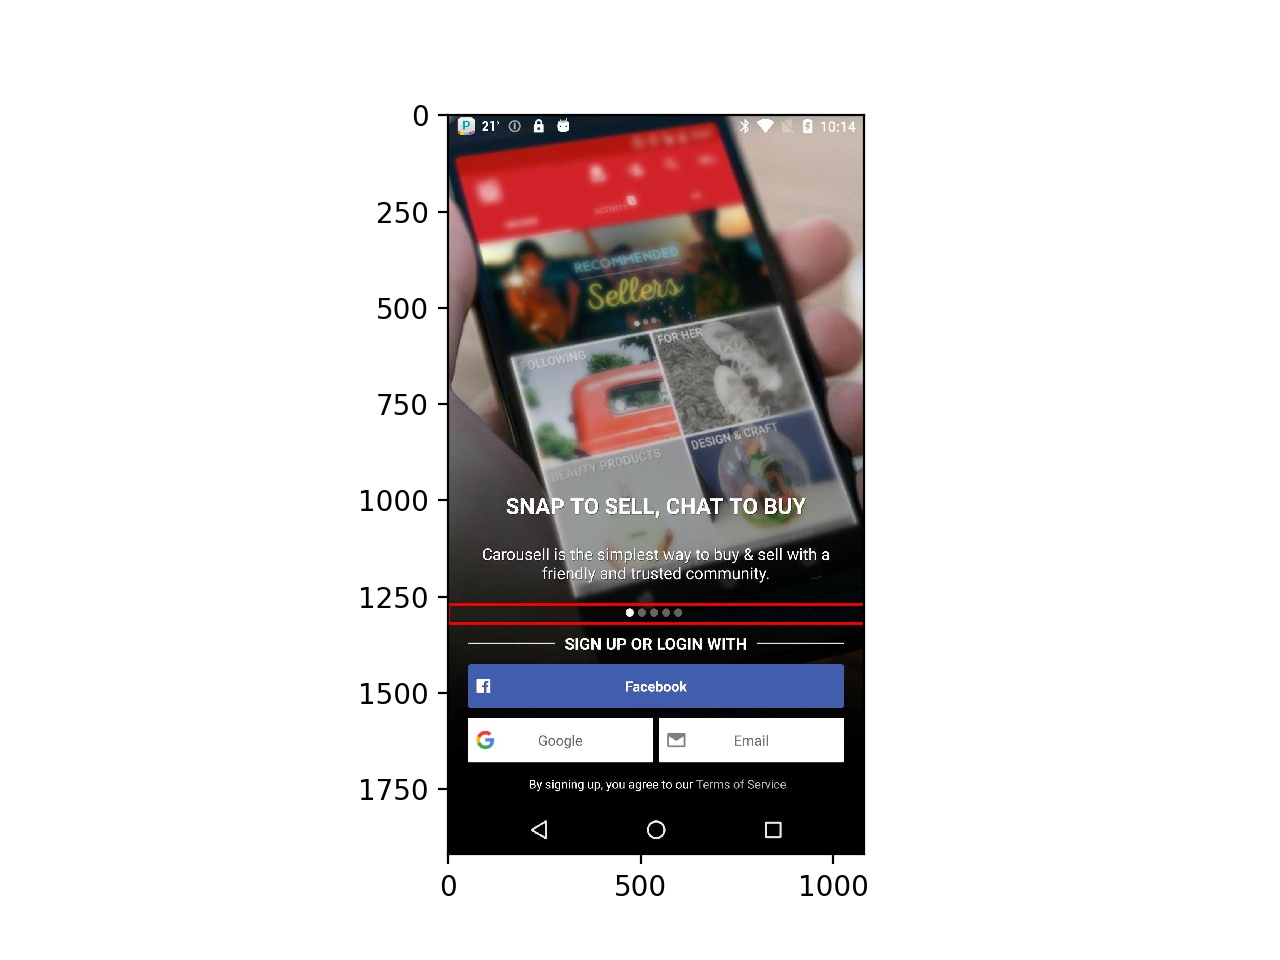 0
250
500
750
1000
1250
1500
1750
P 21° 10:14
ACTIVITY
RECOMMENDED
Sellers
FOLLOWING
FOR HER
BEAUTY PRODUCTS
DESIGN & CRAFT
SNAP TO SELL, CHAT TO BUY
Carousell is the simplest way to buy & sell with a
friendly and trusted community.
SIGN UP OR LOGIN WITH
Facebook
Google
Email
By signing up, you agree to our Terms of Service
0 500 1000